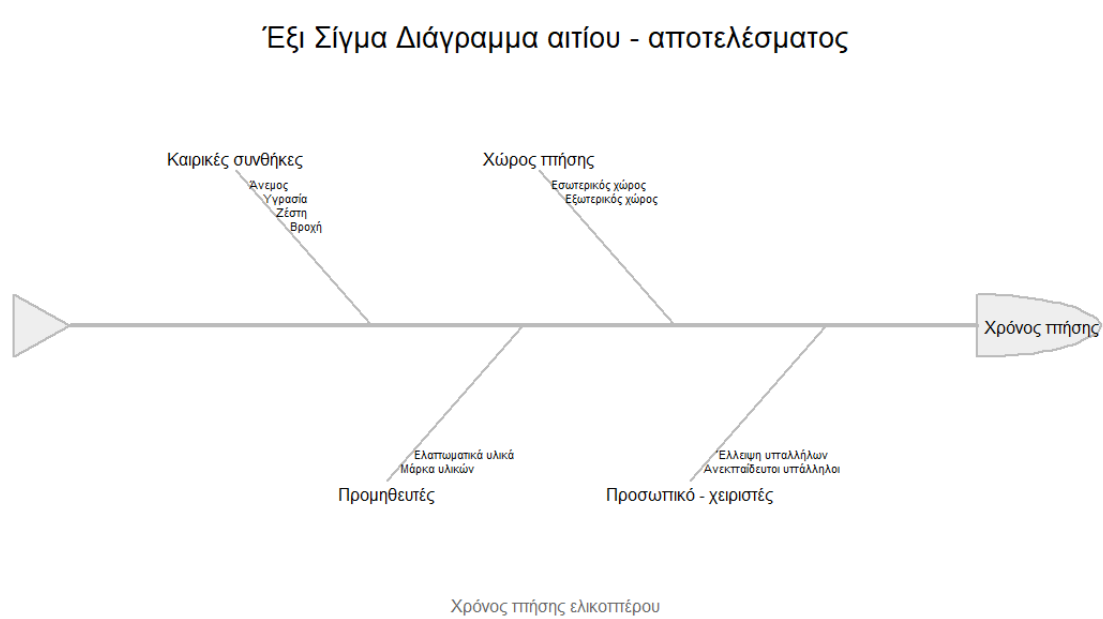 Έξι Σίγμα Διάγραμμα αιτίου - αποτελέσματος
Καιρικές συνθήκες
Άνεμος
Υγρασία
Ζέστη
Βροχή
Χώρος πτήσης
Εσωτερικός χώρος
Εξωτερικός χώρος
Χρόνος πτήσης
Ελαττωματικά υλικά
Μάρκα υλικών
Προμηθευτές
Έλλειψη υπαλλήλων
Ανεκπαίδευτοι υπάλληλοι
Προσωπικό - χειριστές
Χρόνος πτήσης ελικοπτέρου